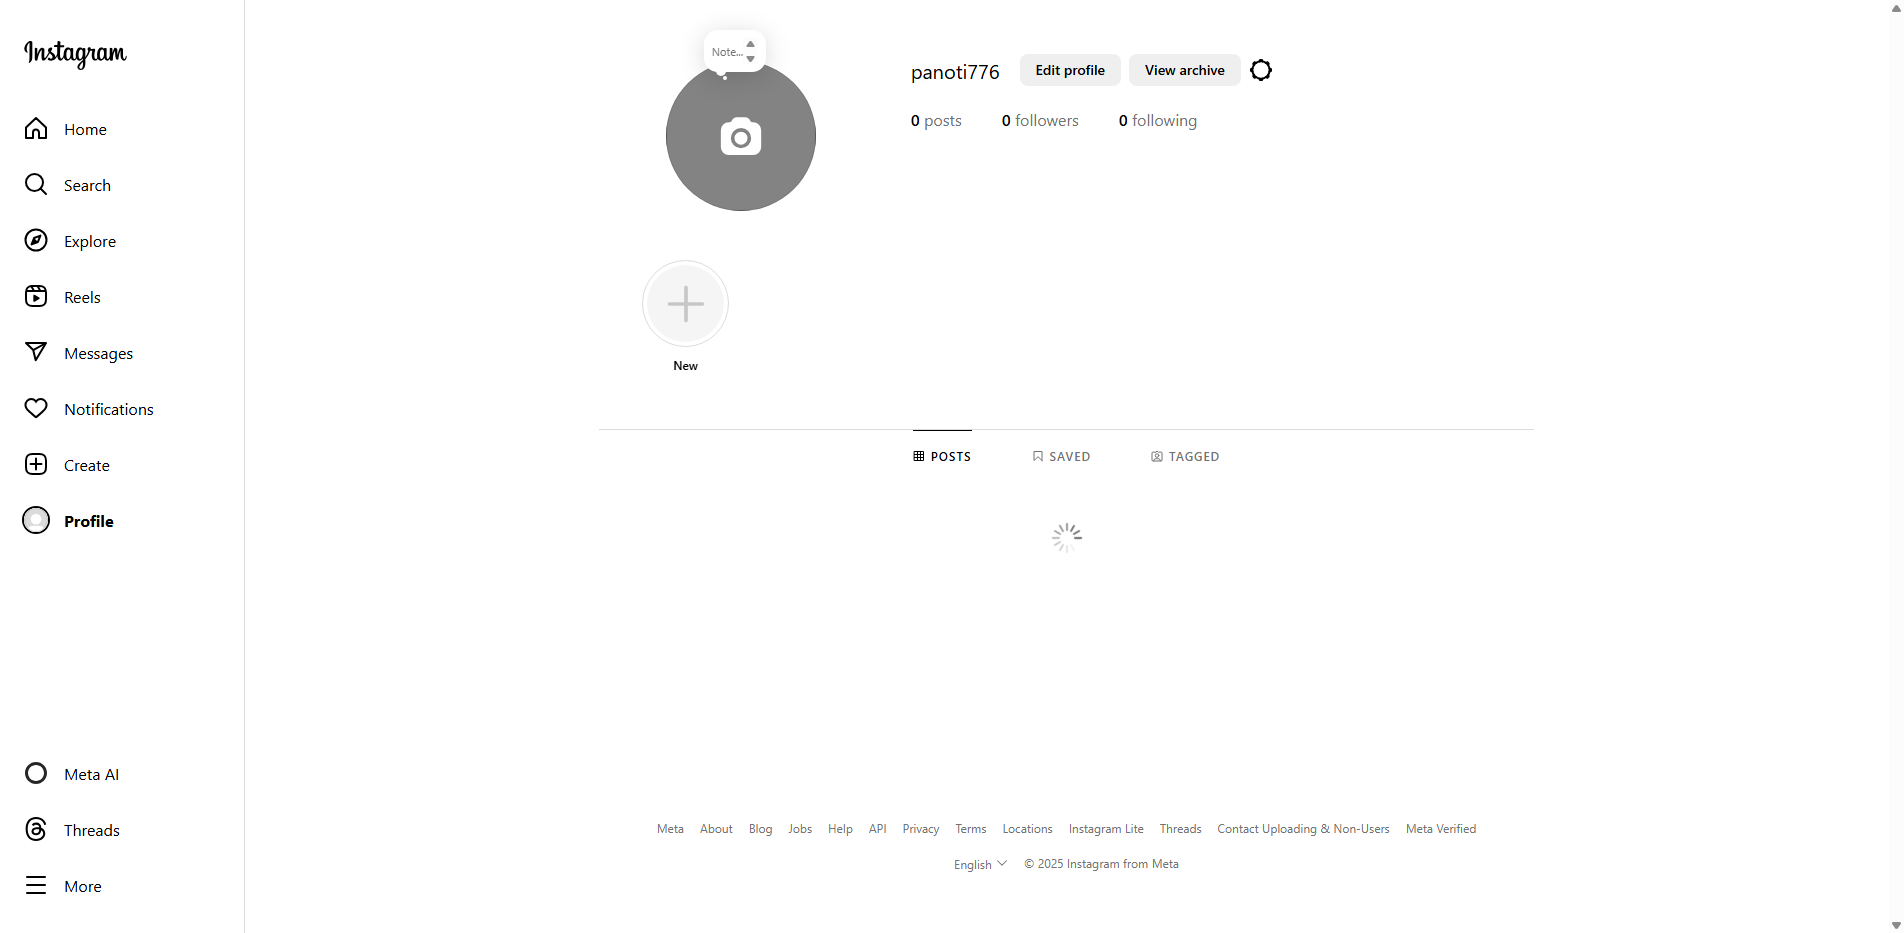 Instagram
Home
Search
Explore
Reels
Messages
Notifications
Create
Profile
Meta AI
Threads
More
Note...
panoti776 Edit profile View archive
0 posts 0 followers 0 following
New
POSTS SAVED TAGGED
Meta About Blog Jobs Help API Privacy Terms Locations Instagram Lite Threads Contact Uploading & Non-Users Meta Verified
English © 2025 Instagram from Meta